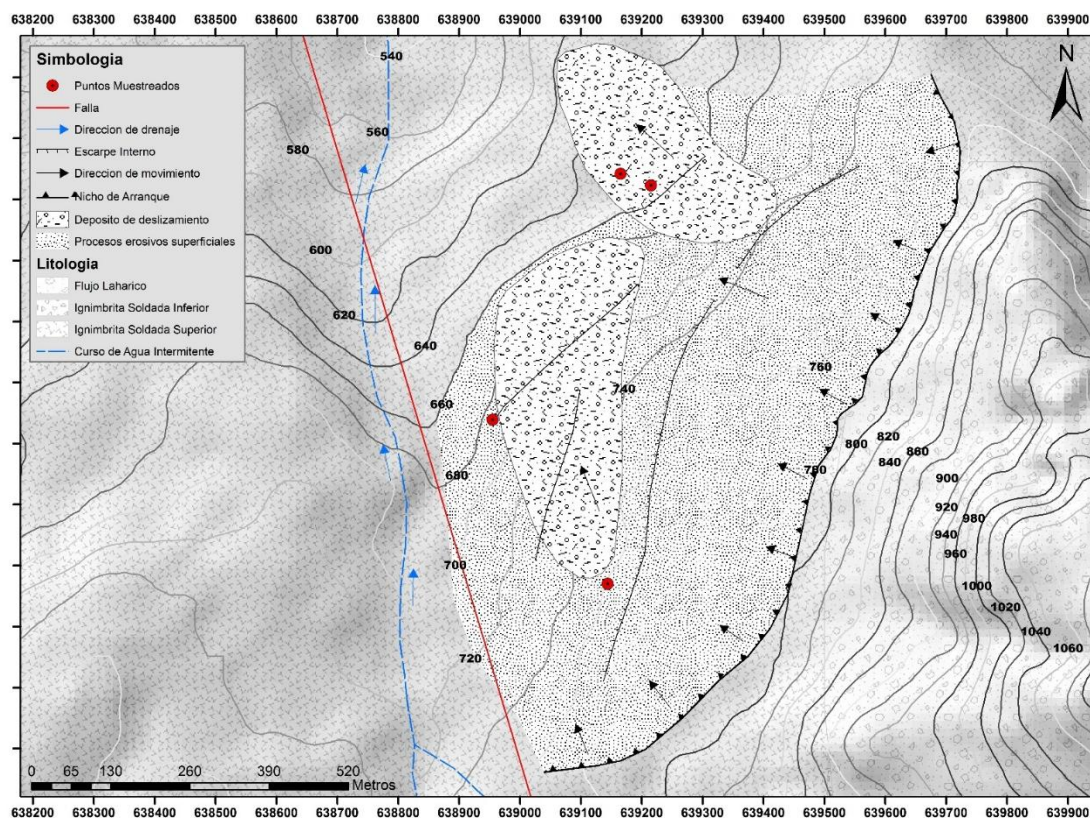 638200 638300 638400 638500 638600 638700 638800 638900 639000 639100 639200 639300 639400 639500 639600 639700 639800 639900
N
Simbologia
Puntos Muestreados
Falla
Direccion de drenaje
Escarpe Interno
Direccion de movimiento
Nicho de Arranque
Deposito de deslizamiento
Procesos erosivos superficiales
Litologia
Flujo Laharico
Ignimbrita Soldada Inferior
Ignimbrita Soldada Superior
Curso de Agua Intermitente
540
560
580
600
620
640
660
680
700
720
740
760
780
800
820
840
860
900
920
940
960
980
1000
1020
1040
1060
0 65 130 260 390 520
Metros
638200 638300 638400 638500 638600 638700 638800 638900 639000 639100 639200 639300 639400 639500 639600 639700 639800 639900